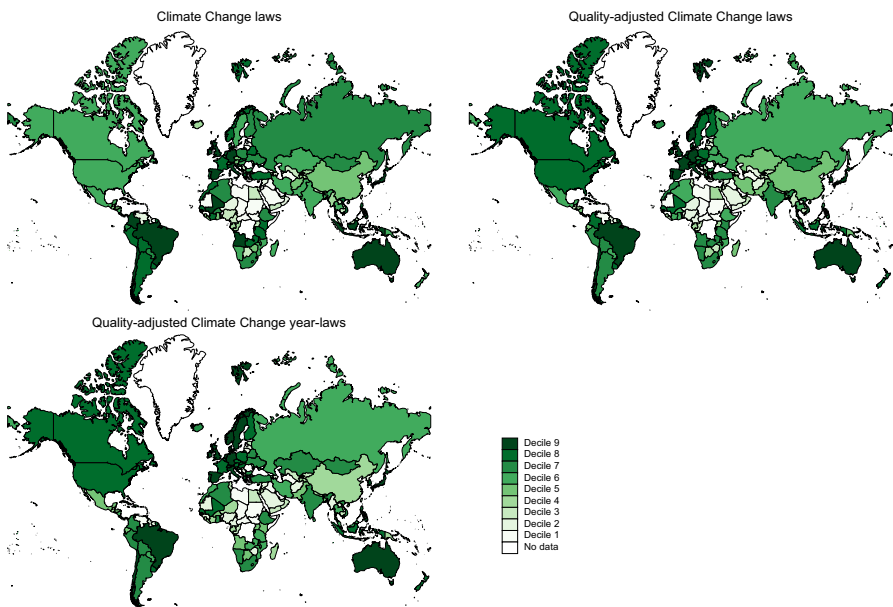 Climate Change laws
Quality-adjusted Climate Change laws
Quality-adjusted Climate Change year-laws
Decile 9
Decile 8
Decile 7
Decile 6
Decile 5
Decile 4
Decile 3
Decile 2
Decile 1
No data